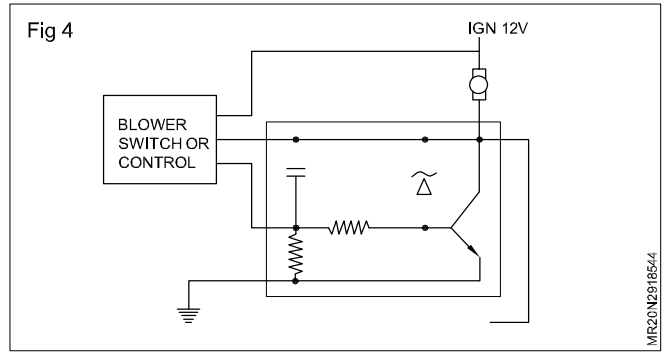 Fig 4
IGN 12V
BLOWER
SWITCH OR
CONTROL
MR20N2918544